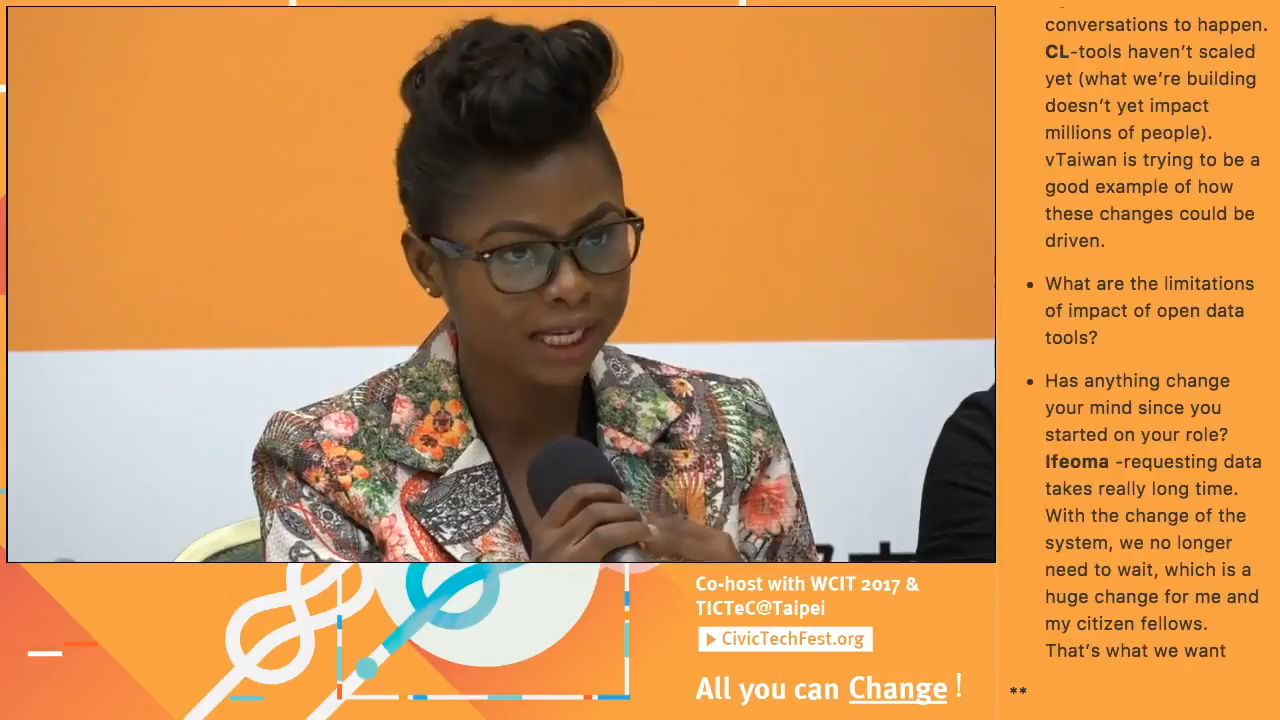 conversations to happen.
CL-tools haven't scaled
yet (what we're building
doesn't yet impact
millions of people).
vTaiwan is trying to be a
good example of how
these changes could be
driven.
• What are the limitations
of impact of open data
tools?
• Has anything change
your mind since you
started on your role?
Ifeoma -requesting data
takes really long time.
With the change of the
system, we no longer
need to wait, which is a
huge change for me and
my citizen fellows.
That's what we want
**
Co-host with WCIT 2017 &
TICTeC@Taipei
CivicTechFest.org
All you can Change!